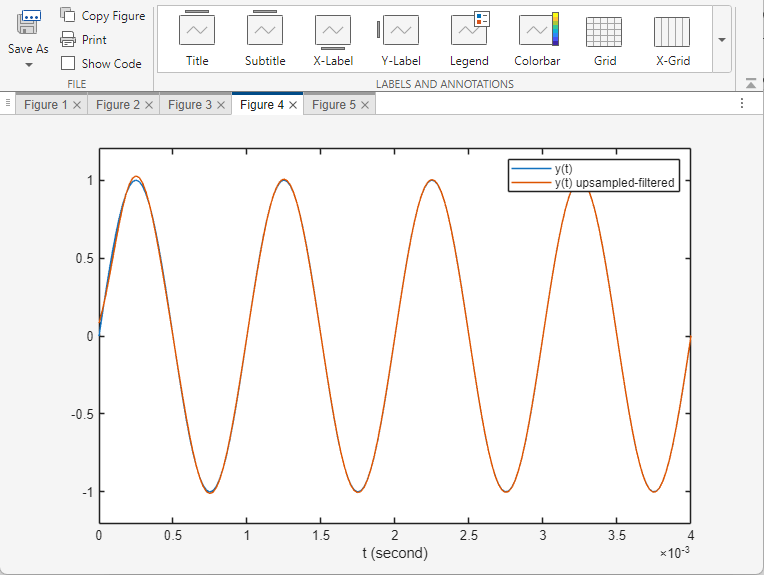 Save As
Copy Figure
Print
Show Code
FILE
Title
Subtitle
X-Label
Y-Label
Legend
Colorbar
Grid
X-Grid
LABELS AND ANNOTATIONS
Figure 1 × Figure 2 × Figure 3 × Figure 4 × Figure 5 ×
y(t)
y(t) upsampled-filtered
1
0.5
0
-0.5
-1
0 0.5 1 1.5 2 2.5 3 3.5 4
×10⁻³
t (second)